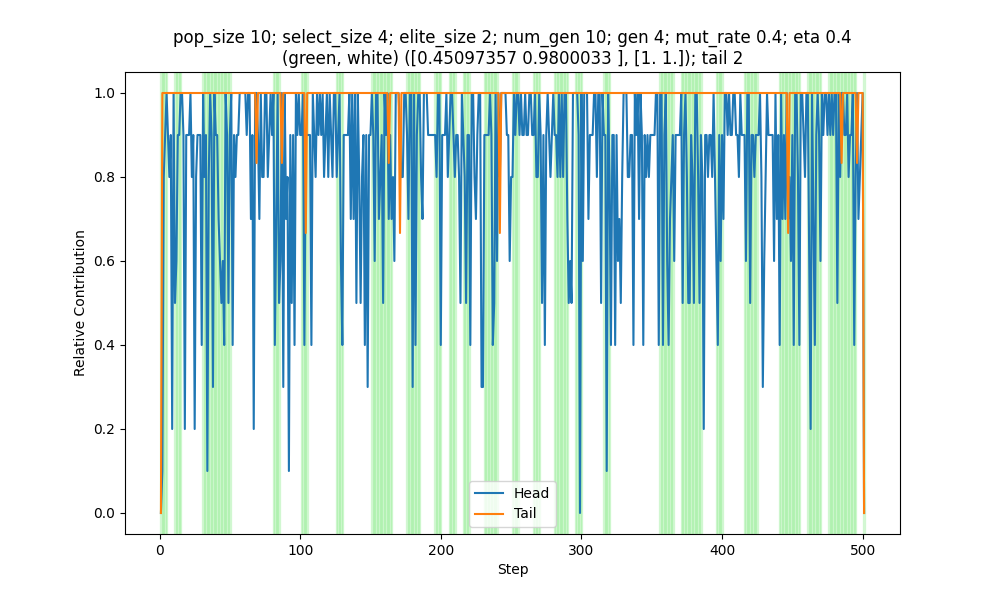 pop_size 10; select_size 4; elite_size 2; num_gen 10; gen 4; mut_rate 0.4; eta 0.4
(green, white) ([0.45097357 0.9800033 ], [1. 1.]); tail 2
1.0
0.8
0.6
0.4
0.2
0.0
Relative Contribution
Head
Tail
0
100
200
300
400
500
Step